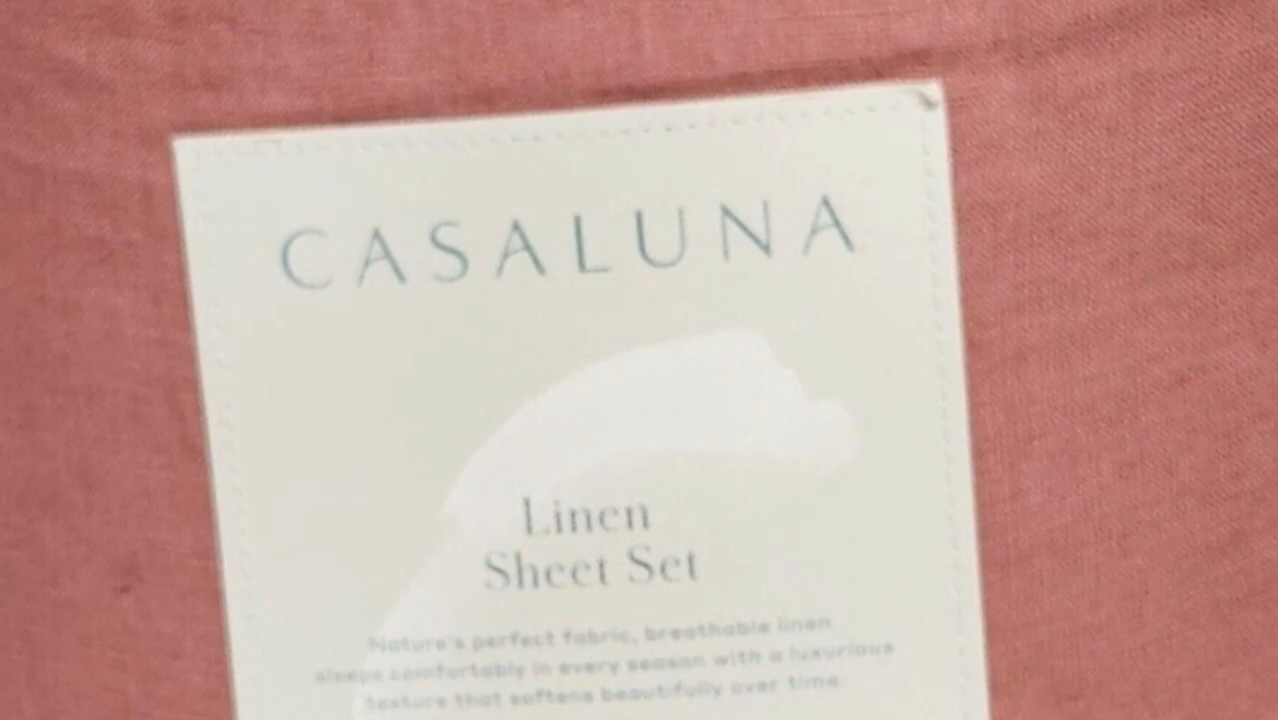 CASALUNA
Linen
Sheet Set
Nature's perfect fabric, breathable linen
sleeps comfortably in every season with a luxurious
texture that softens beautifully over time.